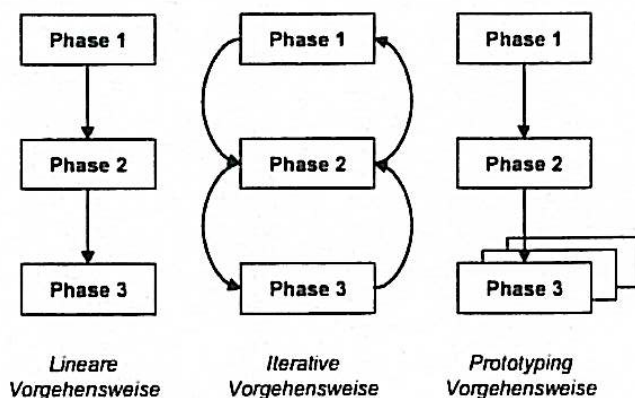 Phase 1
Phase 2
Phase 3
Lineare
Vorgehensweise
Phase 1
Phase 2
Phase 3
Iterative
Vorgehensweise
Phase 1
Phase 2
Phase 3
Prototyping
Vorgehensweise